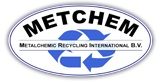 METCHEM
METALCHEMIC RECYCLING INTERNATIONAL B.V.